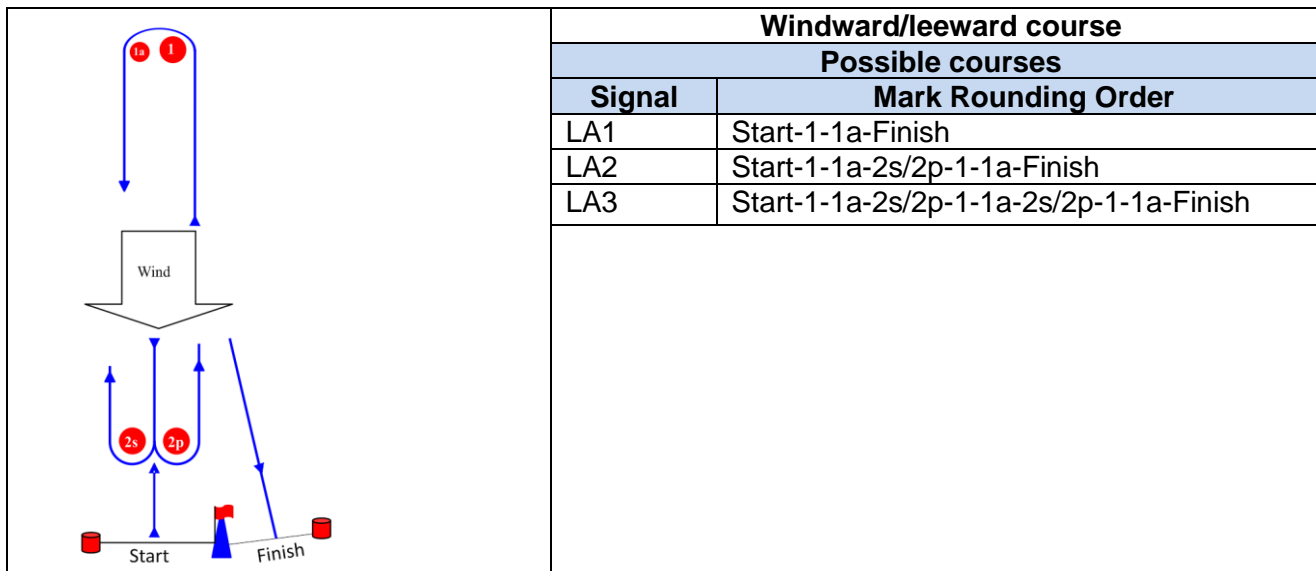 1a 1
Wind
2s 2p
Start
Finish
Windward/leeward course
Possible courses
Signal Mark Rounding Order
LA1 Start-1-1a-Finish
LA2 Start-1-1a-2s/2p-1-1a-Finish
LA3 Start-1-1a-2s/2p-1-1a-2s/2p-1-1a-Finish